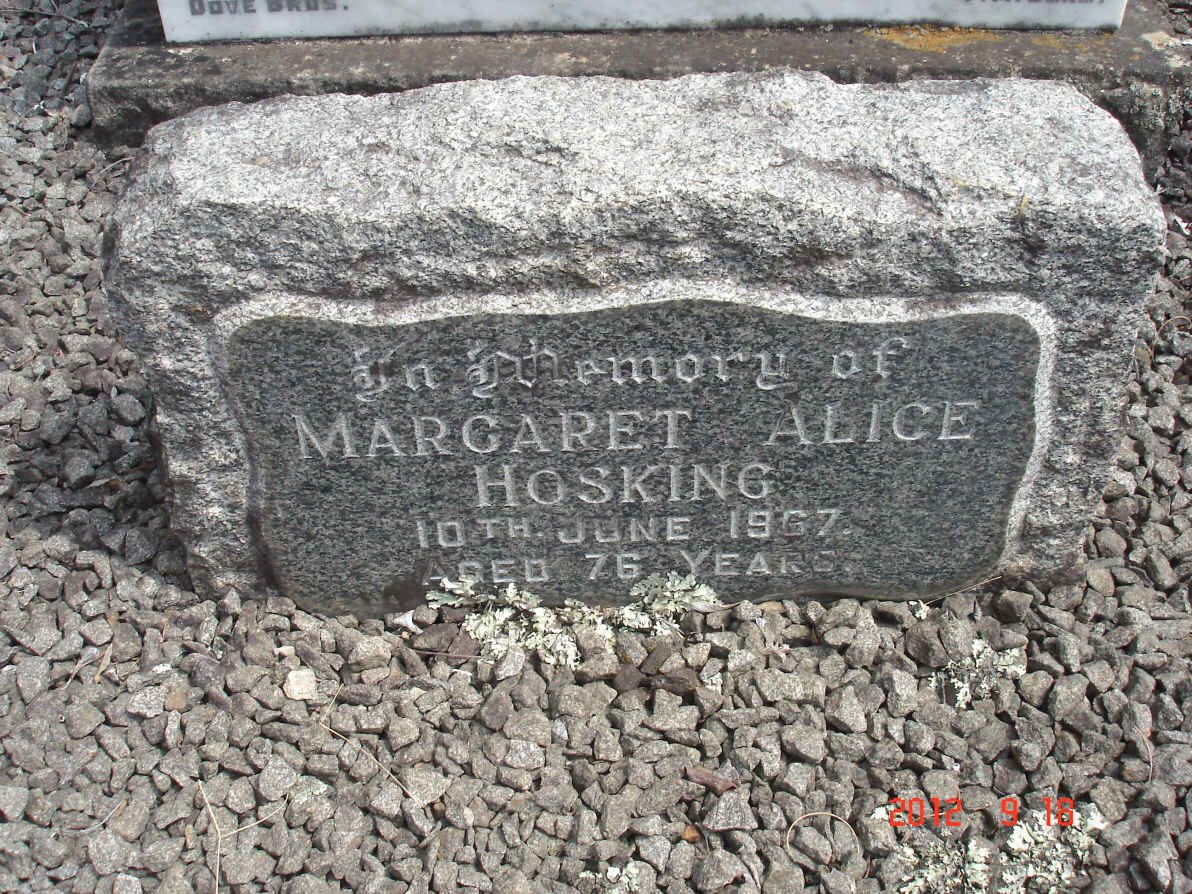 DOVE BROS.
In Memory of
MARGARET ALICE
HOSKING
10TH. JUNE 1967.
AGED 76 YEARS.
2012 9 18